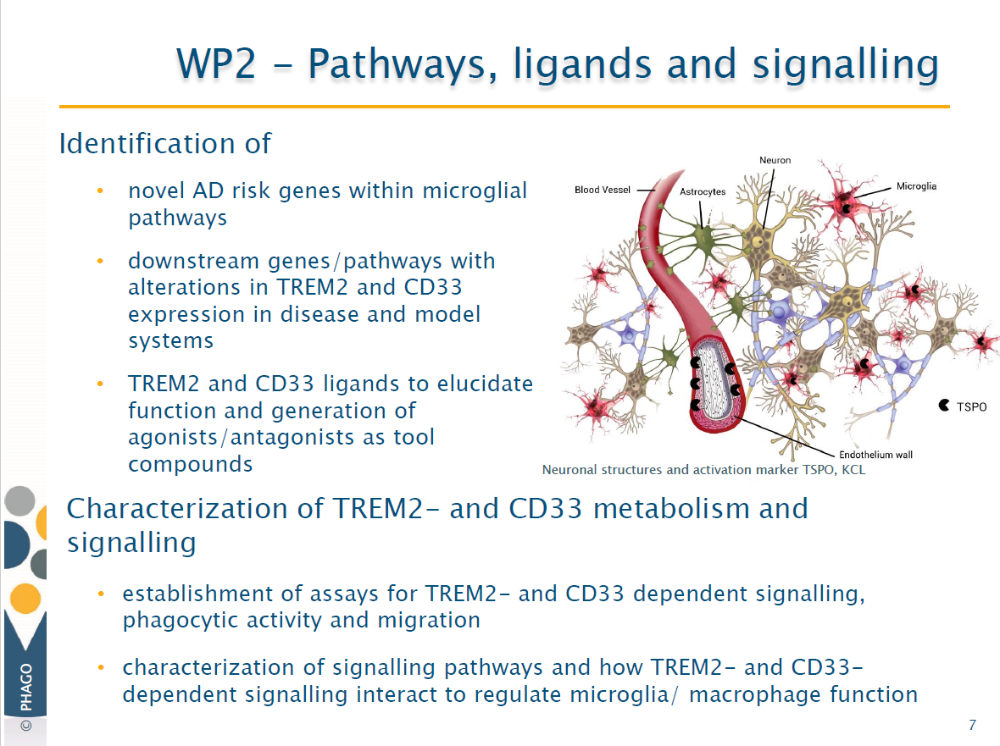 WP2 – Pathways, ligands and signalling
Identification of
• novel AD risk genes within microglial
pathways
• downstream genes/pathways with
alterations in TREM2 and CD33
expression in disease and model
systems
• TREM2 and CD33 ligands to elucidate
function and generation of
agonists/antagonists as tool
compounds
Neuron
Blood Vessel
Astrocytes
Microglia
TSPO
Endothelium wall
Neuronal structures and activation marker TSPO, KCL
Characterization of TREM2- and CD33 metabolism and
signalling
• establishment of assays for TREM2- and CD33 dependent signalling,
phagocytic activity and migration
• characterization of signalling pathways and how TREM2- and CD33-
dependent signalling interact to regulate microglia/ macrophage function
© PHAGO
7